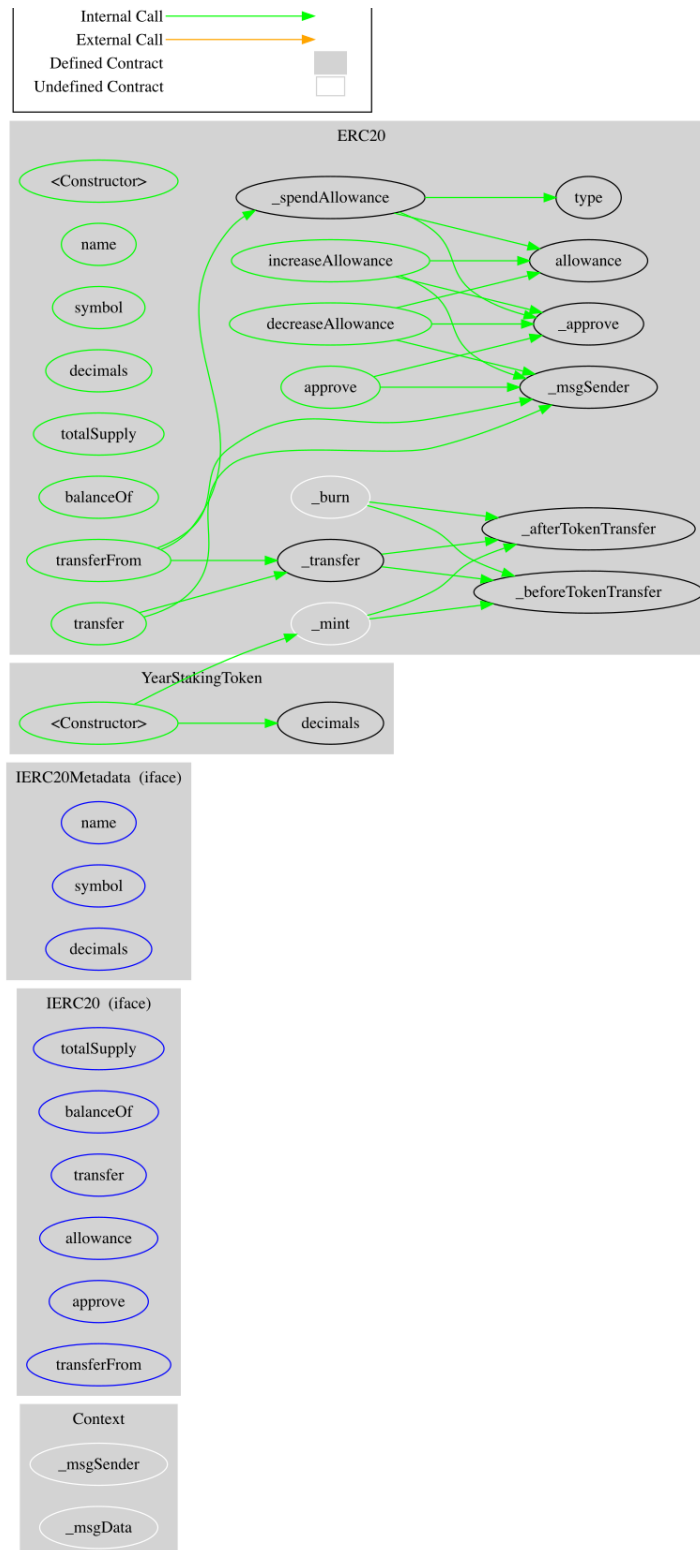 Internal Call
External Call
Defined Contract
Undefined Contract
ERC20
<Constructor>
name
symbol
decimals
totalSupply
balanceOf
transferFrom
transfer
_spendAllowance
increaseAllowance
decreaseAllowance
approve
_burn
_transfer
_mint
type
allowance
_approve
_msgSender
_afterTokenTransfer
_beforeTokenTransfer
YearStakingToken
<Constructor>
decimals
IERC20Metadata (iface)
name
symbol
decimals
IERC20 (iface)
totalSupply
balanceOf
transfer
allowance
approve
transferFrom
Context
_msgSender
_msgData